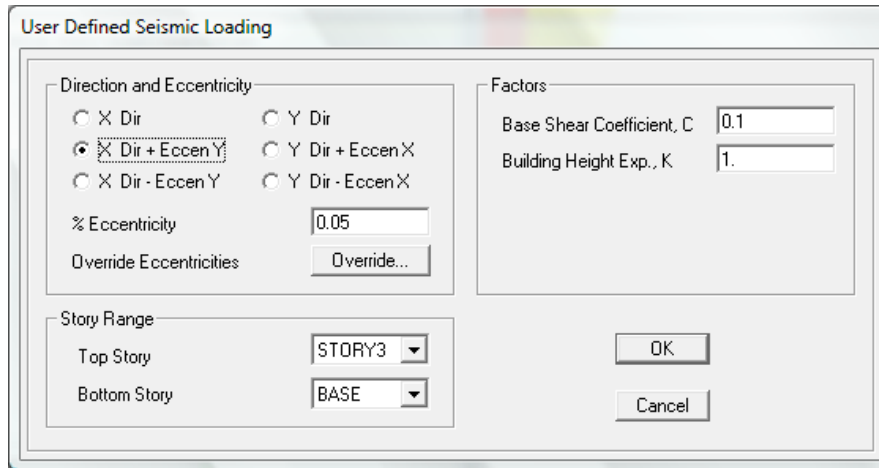 User Defined Seismic Loading
Direction and Eccentricity
X Dir
Y Dir
X Dir + Eccen Y
Y Dir + Eccen X
X Dir - Eccen Y
Y Dir - Eccen X
% Eccentricity
0.05
Override Eccentricities
Override...
Factors
Base Shear Coefficient, C
0.1
Building Height Exp., K
1.
Story Range
Top Story
STORY3
Bottom Story
BASE
OK
Cancel